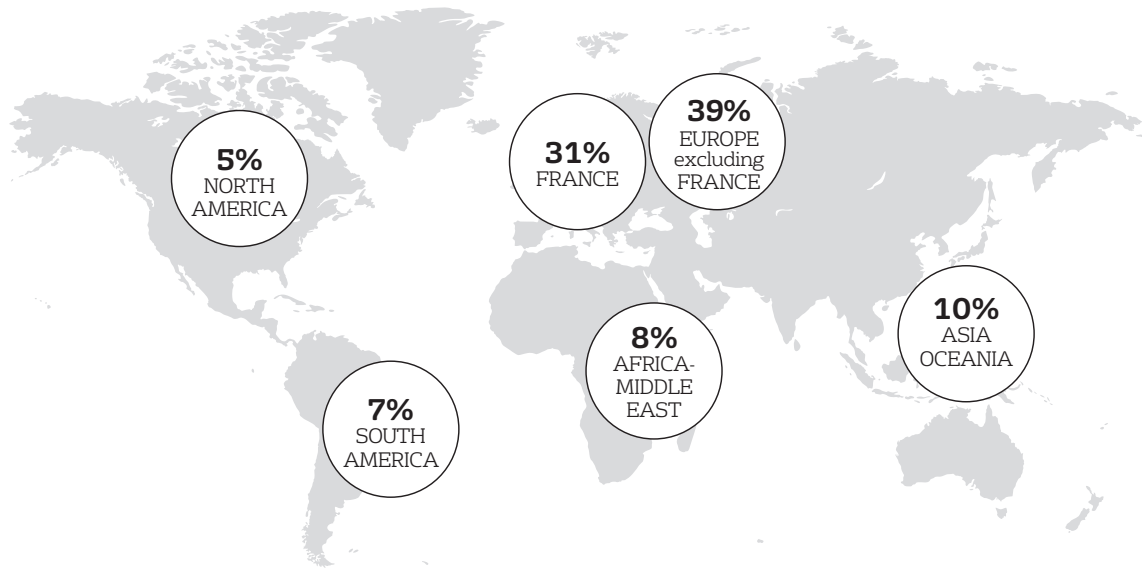 5%
NORTH
AMERICA
31%
FRANCE
39%
EUROPE
excluding
FRANCE
7%
SOUTH
AMERICA
8%
AFRICA-
MIDDLE
EAST
10%
ASIA
OCEANIA